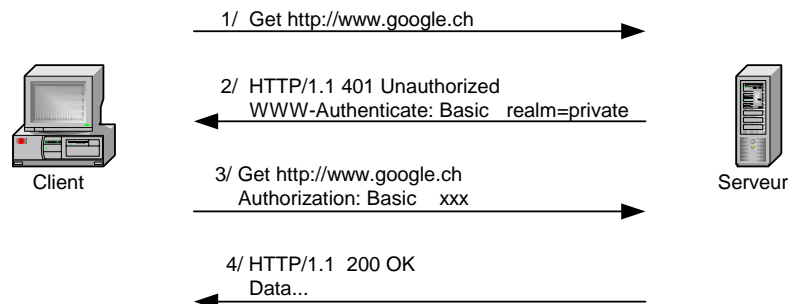 1/ Get http://www.google.ch
2/ HTTP/1.1 401 Unauthorized
WWW-Authenticate: Basic realm=private
Client
Serveur
3/ Get http://www.google.ch
Authorization: Basic xxx
4/ HTTP/1.1 200 OK
Data...